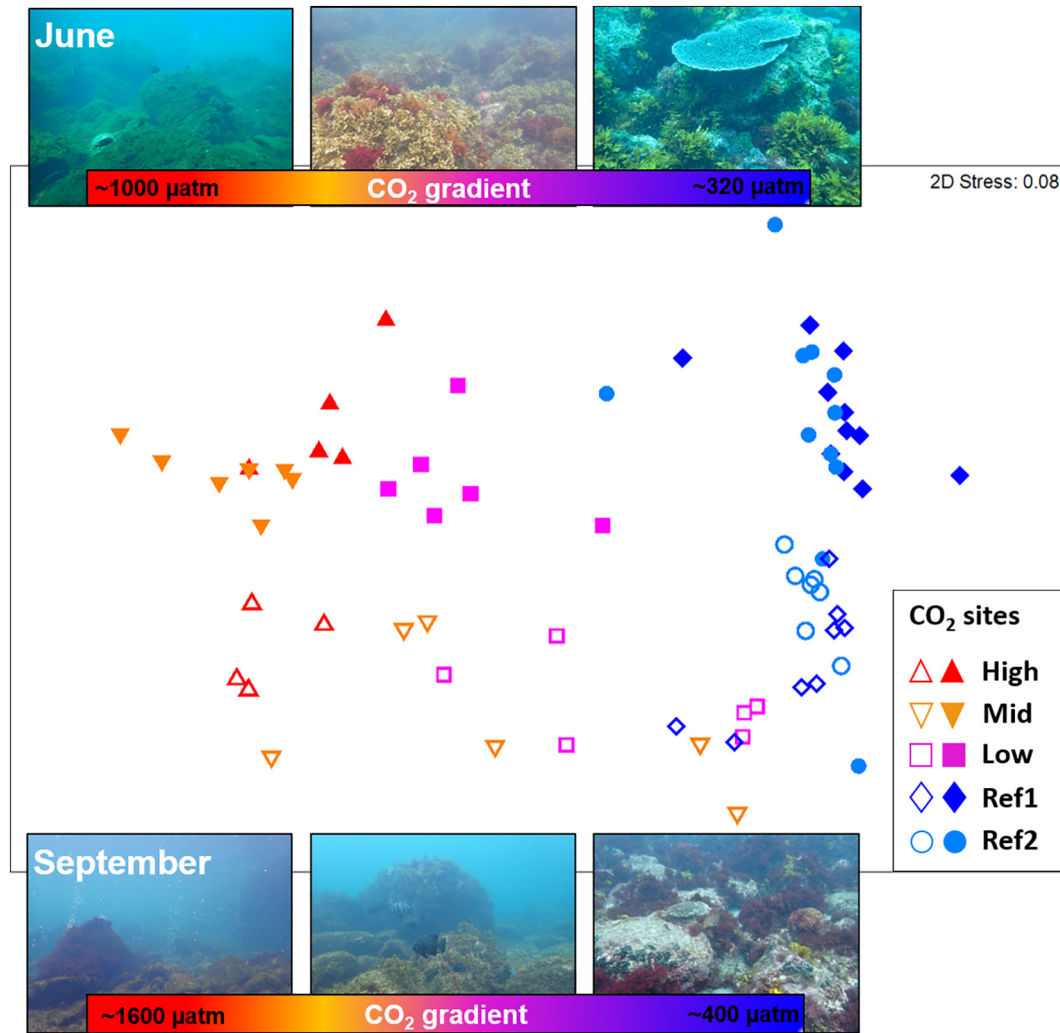 June
~1000 µatm CO₂ gradient ~320 µatm
2D Stress: 0.08
CO₂ sites
High
Mid
Low
Ref1
Ref2
September
~1600 µatm CO₂ gradient ~400 µatm